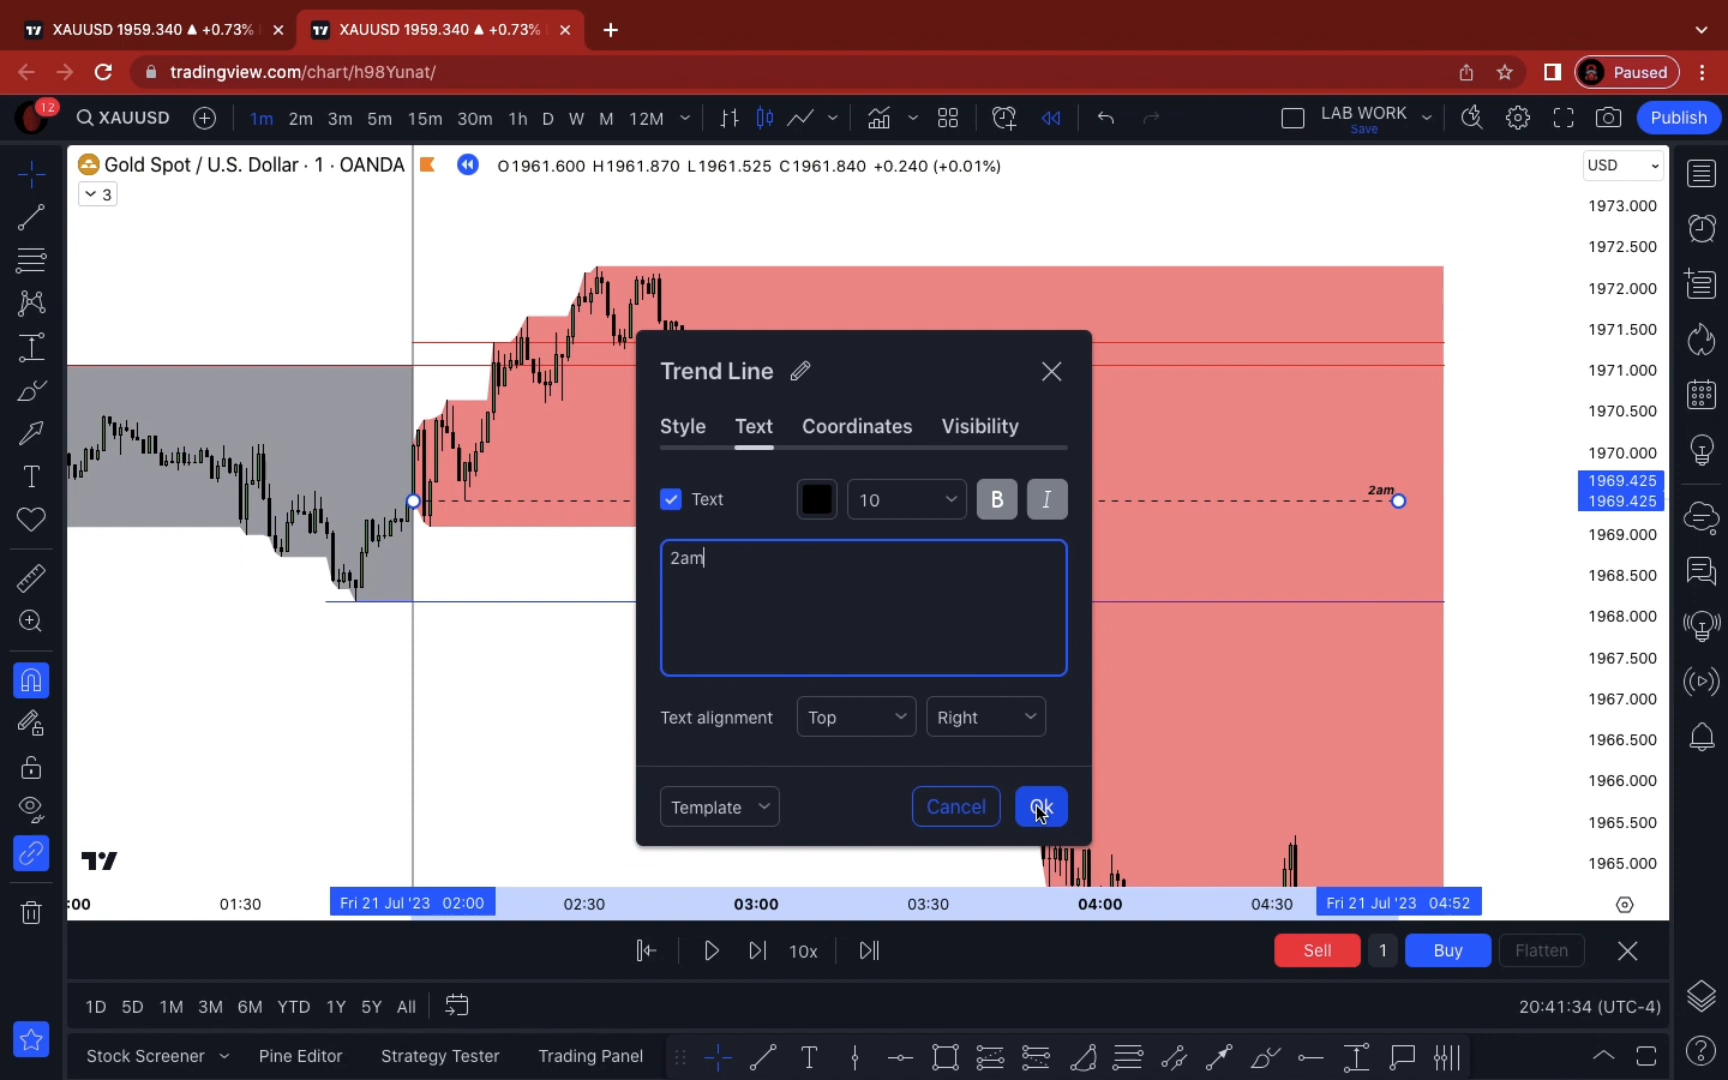 XAUUSD 1959.340 ▲ +0.73%
XAUUSD 1959.340 ▲ +0.73%
tradingview.com/chart/h98Yunat/
Paused
12
XAUUSD
1m 2m 3m 5m 15m 30m 1h D W M 12M
LAB WORK
Save
Publish
Gold Spot / U.S. Dollar · 1 · OANDA
O1961.600 H1961.870 L1961.525 C1961.840 +0.240 (+0.01%)
USD
3
1973.000
1972.500
1972.000
1971.500
1971.000
1970.500
1970.000
1969.425
1969.425
1969.000
1968.500
1968.000
1967.500
1967.000
1966.500
1966.000
1965.500
1965.000
2am
Trend Line
Style Text Coordinates Visibility
Text
10
B
I
2am
Text alignment
Top
Right
Template
Cancel
Ok
:00
01:30
Fri 21 Jul '23 02:00
02:30
03:00
03:30
04:00
04:30
Fri 21 Jul '23 04:52
10x
Sell
1
Buy
Flatten
1D 5D 1M 3M 6M YTD 1Y 5Y All
20:41:34 (UTC-4)
Stock Screener
Pine Editor
Strategy Tester
Trading Panel